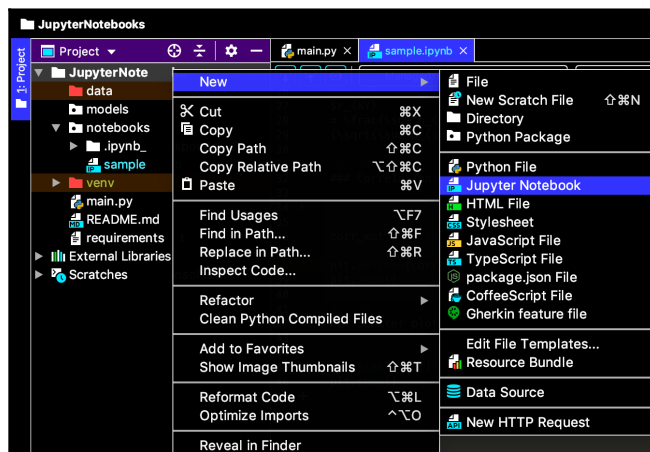 JupyterNotebooks
1: Project
Project
main.py
sample.ipynb
JupyterNote
data
models
notebooks
.ipynb_
sample
venv
main.py
README.md
requirements
External Libraries
Scratches
New
Cut ⌘X
Copy ⌘C
Copy Path ⇧⌘C
Copy Relative Path ⌥⇧⌘C
Paste ⌘V
Find Usages ⌥F7
Find in Path... ⇧⌘F
Replace in Path... ⇧⌘R
Inspect Code...
Refactor
Clean Python Compiled Files
Add to Favorites
Show Image Thumbnails ⇧⌘T
Reformat Code ⌥⌘L
Optimize Imports ^⌥O
Reveal in Finder
File
New Scratch File ⇧⌘N
Directory
Python Package
Python File
Jupyter Notebook
HTML File
Stylesheet
JavaScript File
TypeScript File
package.json File
CoffeeScript File
Gherkin feature file
Edit File Templates...
Resource Bundle
Data Source
New HTTP Request